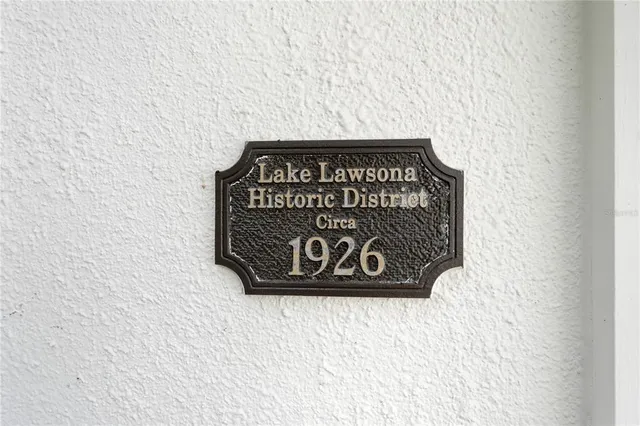 Lake Lawsona
Historic District
Circa
1926